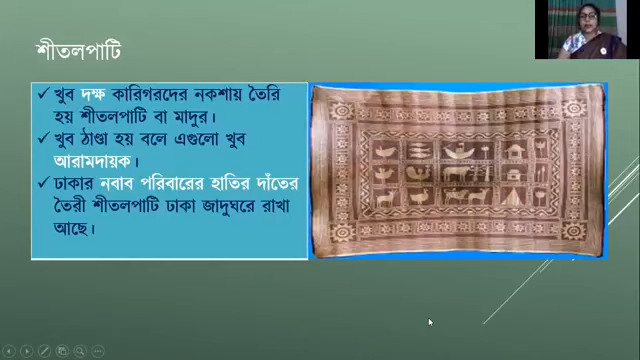 শীতলপাটি
✓ খুব দক্ষ কারিগরদের নকশায় তৈরি
হয় শীতলপাটি বা মাদুর।
✓ খুব ঠাণ্ডা হয় বলে এগুলো খুব
আরামদায়ক।
✓ ঢাকার নবাব পরিবারের হাতির দাঁতের
তৈরী শীতলপাটি ঢাকা জাদুঘরে রাখা
আছে।